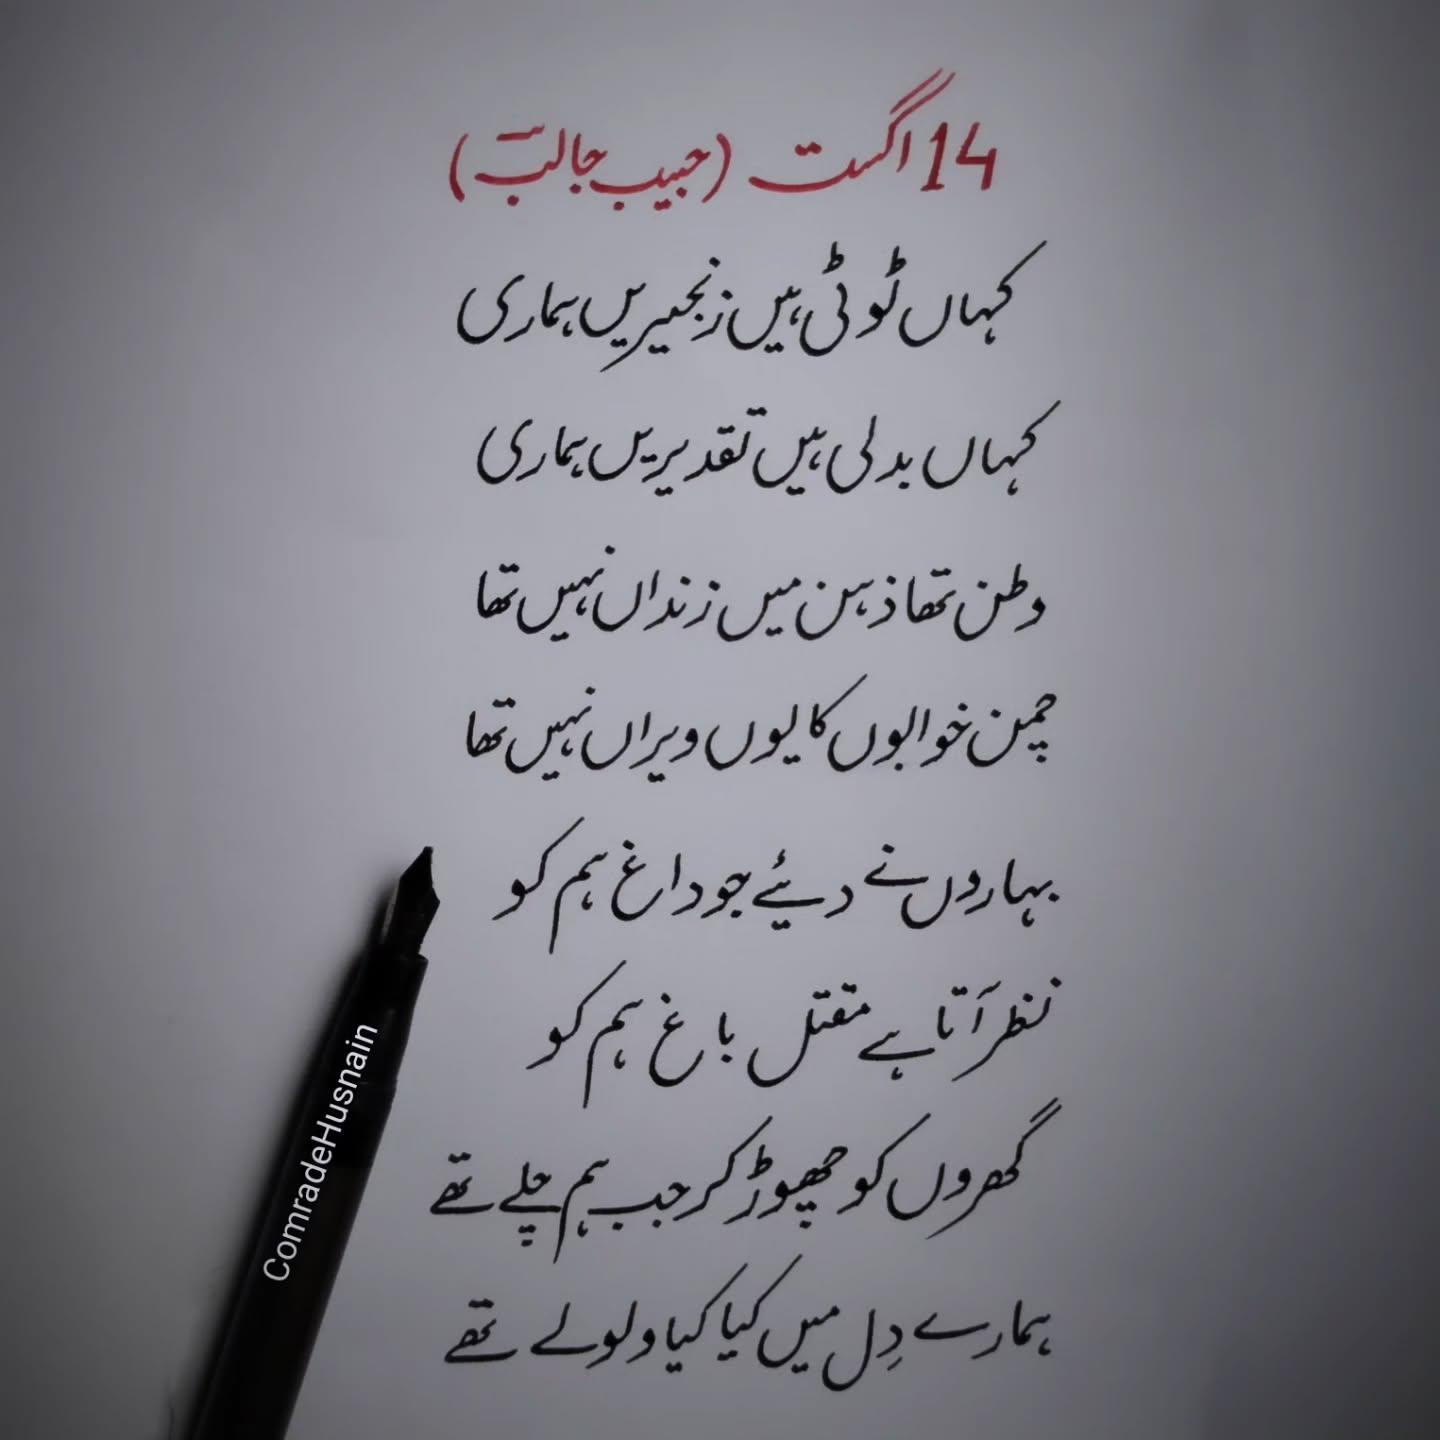 14 اگست (حبیب جالبؔ)
کہاں ٹوٹی ہیں زنجیریں ہماری
کہاں بدلی ہیں تقدیریں ہماری
وطن تھا ذہن میں زنداں نہیں تھا
چمن خوابوں کا یوں ویراں نہیں تھا
بہاروں نے دیئے جو داغ ہم کو
نظر آتا ہے مقتل باغ ہم کو
گھروں کو چھوڑ کر جب ہم چلے تھے
ہمارے دِل میں کیا کیا ولولے تھے
ComradeHusnain